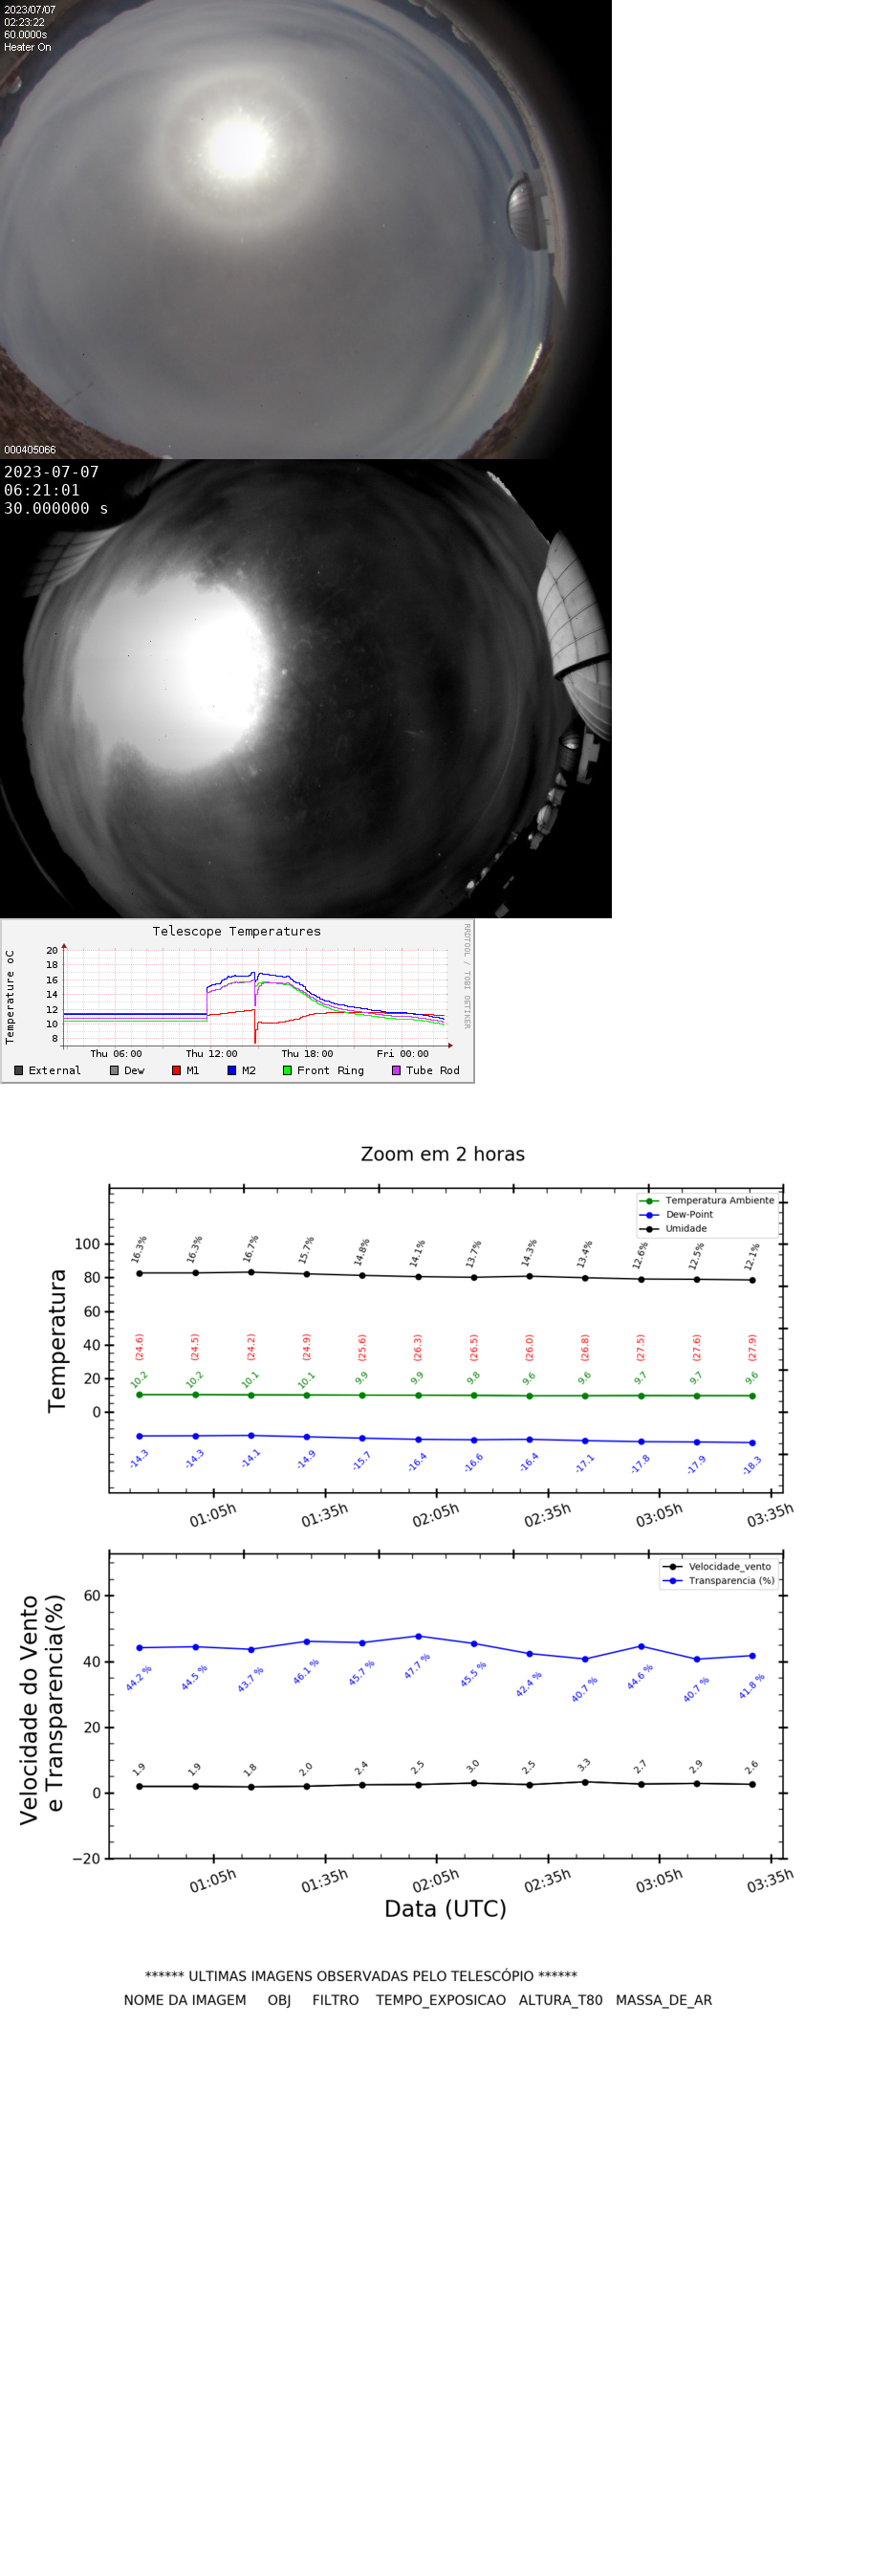 2023/07/07
02:23:22
60.0000s
Heater On
000405066
2023-07-07
06:21:01
30.000000 s
Telescope Temperatures
RRDTOOL / TOBI OETIKER
Temperature oC
20
18
16
14
12
10
8
Thu 06:00 Thu 12:00 Thu 18:00 Fri 00:00
External Dew M1 M2 Front Ring Tube Rod
Zoom em 2 horas
Temperatura Ambiente
Dew-Point
Umidade
Temperatura
100
80
60
40
20
0
16.3% 16.3% 16.7% 15.7% 14.8% 14.1% 13.7% 14.3% 13.4% 12.6% 12.5% 12.1%
(24.6) (24.5) (24.2) (24.9) (25.6) (26.3) (26.5) (26.0) (26.8) (27.5) (27.6) (27.9)
10.2 10.2 10.1 10.1 9.9 9.9 9.8 9.6 9.6 9.7 9.7 9.6
-14.3 -14.3 -14.1 -14.9 -15.7 -16.4 -16.6 -16.4 -17.1 -17.8 -17.9 -18.3
01:05h 01:35h 02:05h 02:35h 03:05h 03:35h
Velocidade_vento
Transparencia (%)
Velocidade do Vento
e Transparencia(%)
60
40
20
0
−20
44.2 % 44.5 % 43.7 % 46.1 % 45.7 % 47.7 % 45.5 % 42.4 % 40.7 % 44.6 % 40.7 % 41.8 %
1.9 1.9 1.8 2.0 2.4 2.5 3.0 2.5 3.3 2.7 2.9 2.6
01:05h 01:35h 02:05h 02:35h 03:05h 03:35h
Data (UTC)
****** ULTIMAS IMAGENS OBSERVADAS PELO TELESCÓPIO ******
NOME DA IMAGEM OBJ FILTRO TEMPO_EXPOSICAO ALTURA_T80 MASSA_DE_AR